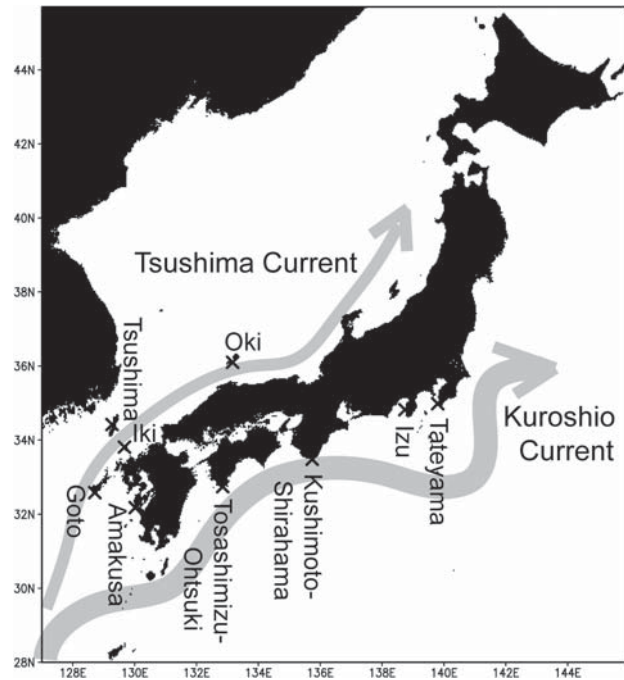 44N
42N
40N
38N
36N
34N
32N
30N
28N
128E
130E
132E
134E
136E
138E
140E
142E
144E
Tsushima Current
Kuroshio
Current
Tsushima
Oki
Iki
Goto
Amakusa
Tosashimizu-
Ohtsuki
Kushimoto-
Shirahama
Izu
Tateyama